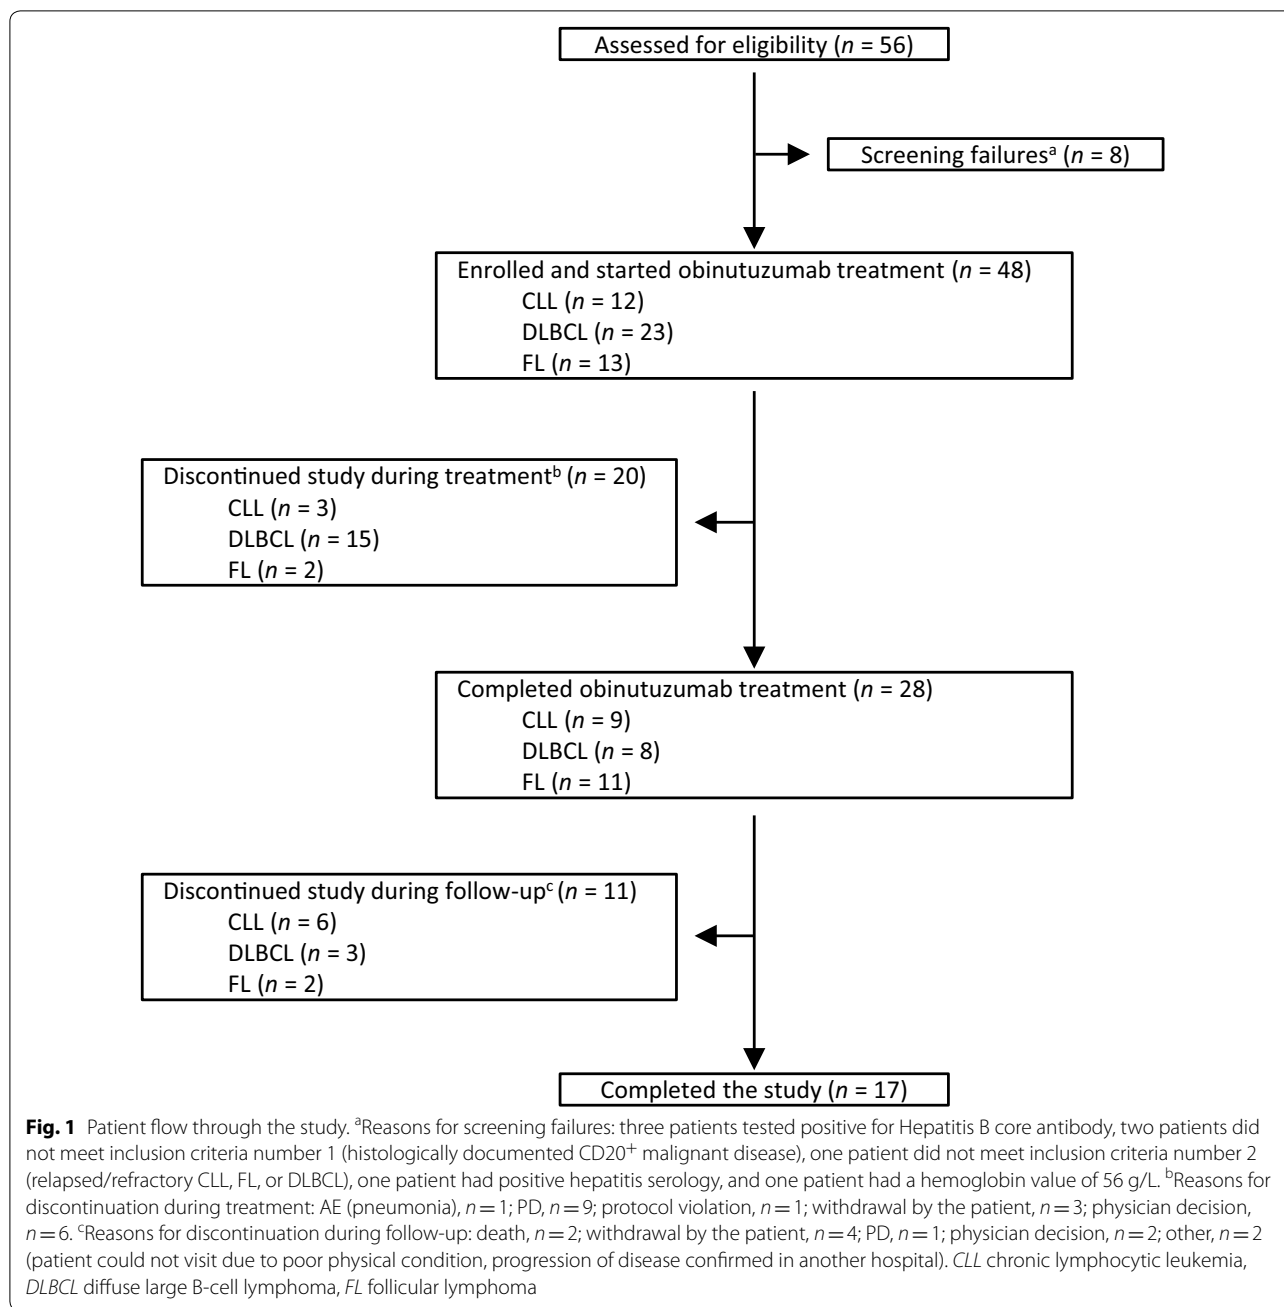 Assessed for eligibility (n = 56)
Screening failuresᵃ (n = 8)
Enrolled and started obinutuzumab treatment (n = 48)
CLL (n = 12)
DLBCL (n = 23)
FL (n = 13)
Discontinued study during treatmentᵇ (n = 20)
CLL (n = 3)
DLBCL (n = 15)
FL (n = 2)
Completed obinutuzumab treatment (n = 28)
CLL (n = 9)
DLBCL (n = 8)
FL (n = 11)
Discontinued study during follow-upᶜ (n = 11)
CLL (n = 6)
DLBCL (n = 3)
FL (n = 2)
Completed the study (n = 17)
Fig. 1 Patient flow through the study. ᵃReasons for screening failures: three patients tested positive for Hepatitis B core antibody, two patients did
not meet inclusion criteria number 1 (histologically documented CD20⁺ malignant disease), one patient did not meet inclusion criteria number 2
(relapsed/refractory CLL, FL, or DLBCL), one patient had positive hepatitis serology, and one patient had a hemoglobin value of 56 g/L. ᵇReasons for
discontinuation during treatment: AE (pneumonia), n = 1; PD, n = 9; protocol violation, n = 1; withdrawal by the patient, n = 3; physician decision,
n = 6. ᶜReasons for discontinuation during follow-up: death, n = 2; withdrawal by the patient, n = 4; PD, n = 1; physician decision, n = 2; other, n = 2
(patient could not visit due to poor physical condition, progression of disease confirmed in another hospital). CLL chronic lymphocytic leukemia,
DLBCL diffuse large B-cell lymphoma, FL follicular lymphoma